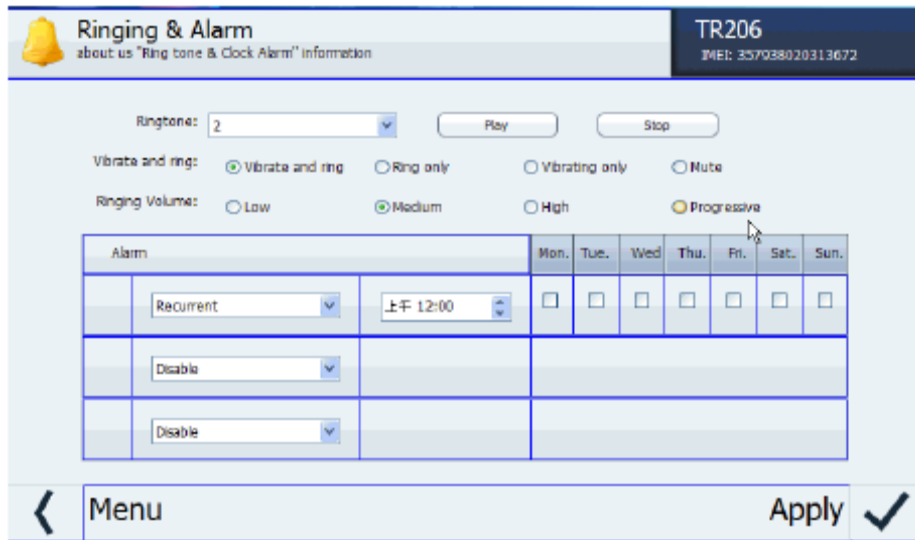 Ringing & Alarm
about us "Ring tone & Clock Alarm" information
TR206
IMEI: 357938020313672
Ringtone: 2 Play Stop
Vibrate and ring: Vibrate and ring Ring only Vibrating only Mute
Ringing Volume: Low Medium High Progressive
Alarm Mon. Tue. Wed Thu. Fri. Sat. Sun.
Recurrent 上午 12:00
Disable
Disable
Menu Apply